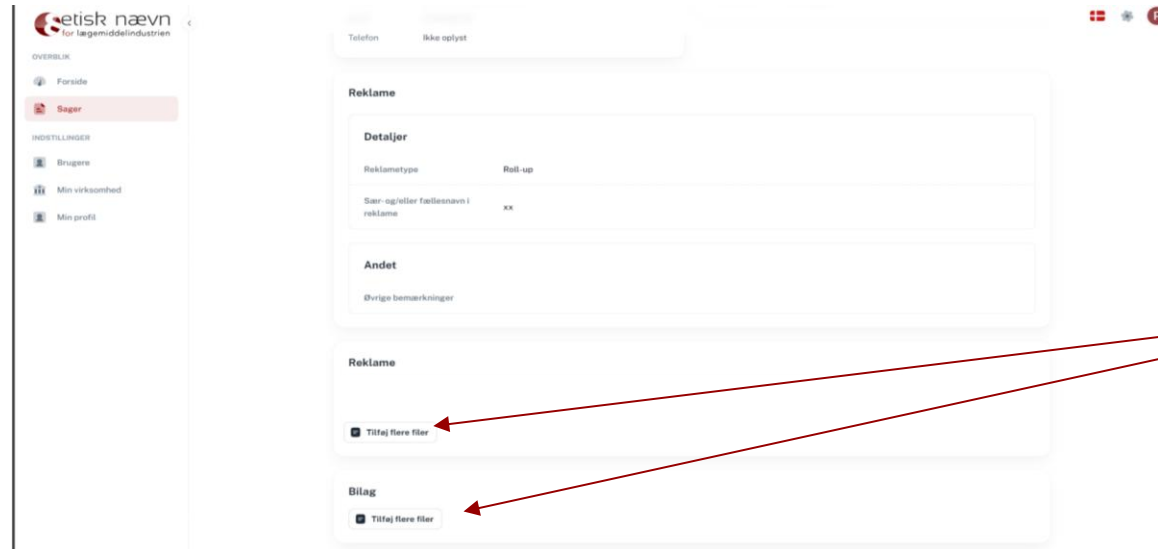 etisk nævn
for lægemiddelindustrien
OVERBLIK
Forside
Sager
INDSTILLINGER
Brugere
Min virksomhed
Min profil
Telefon Ikke oplyst
Reklame
Detaljer
Reklametype Roll-up
Sær-og/eller fællesnavn i
reklame xx
Andet
Øvrige bemærkninger
Reklame
Tilføj flere filer
Bilag
Tilføj flere filer